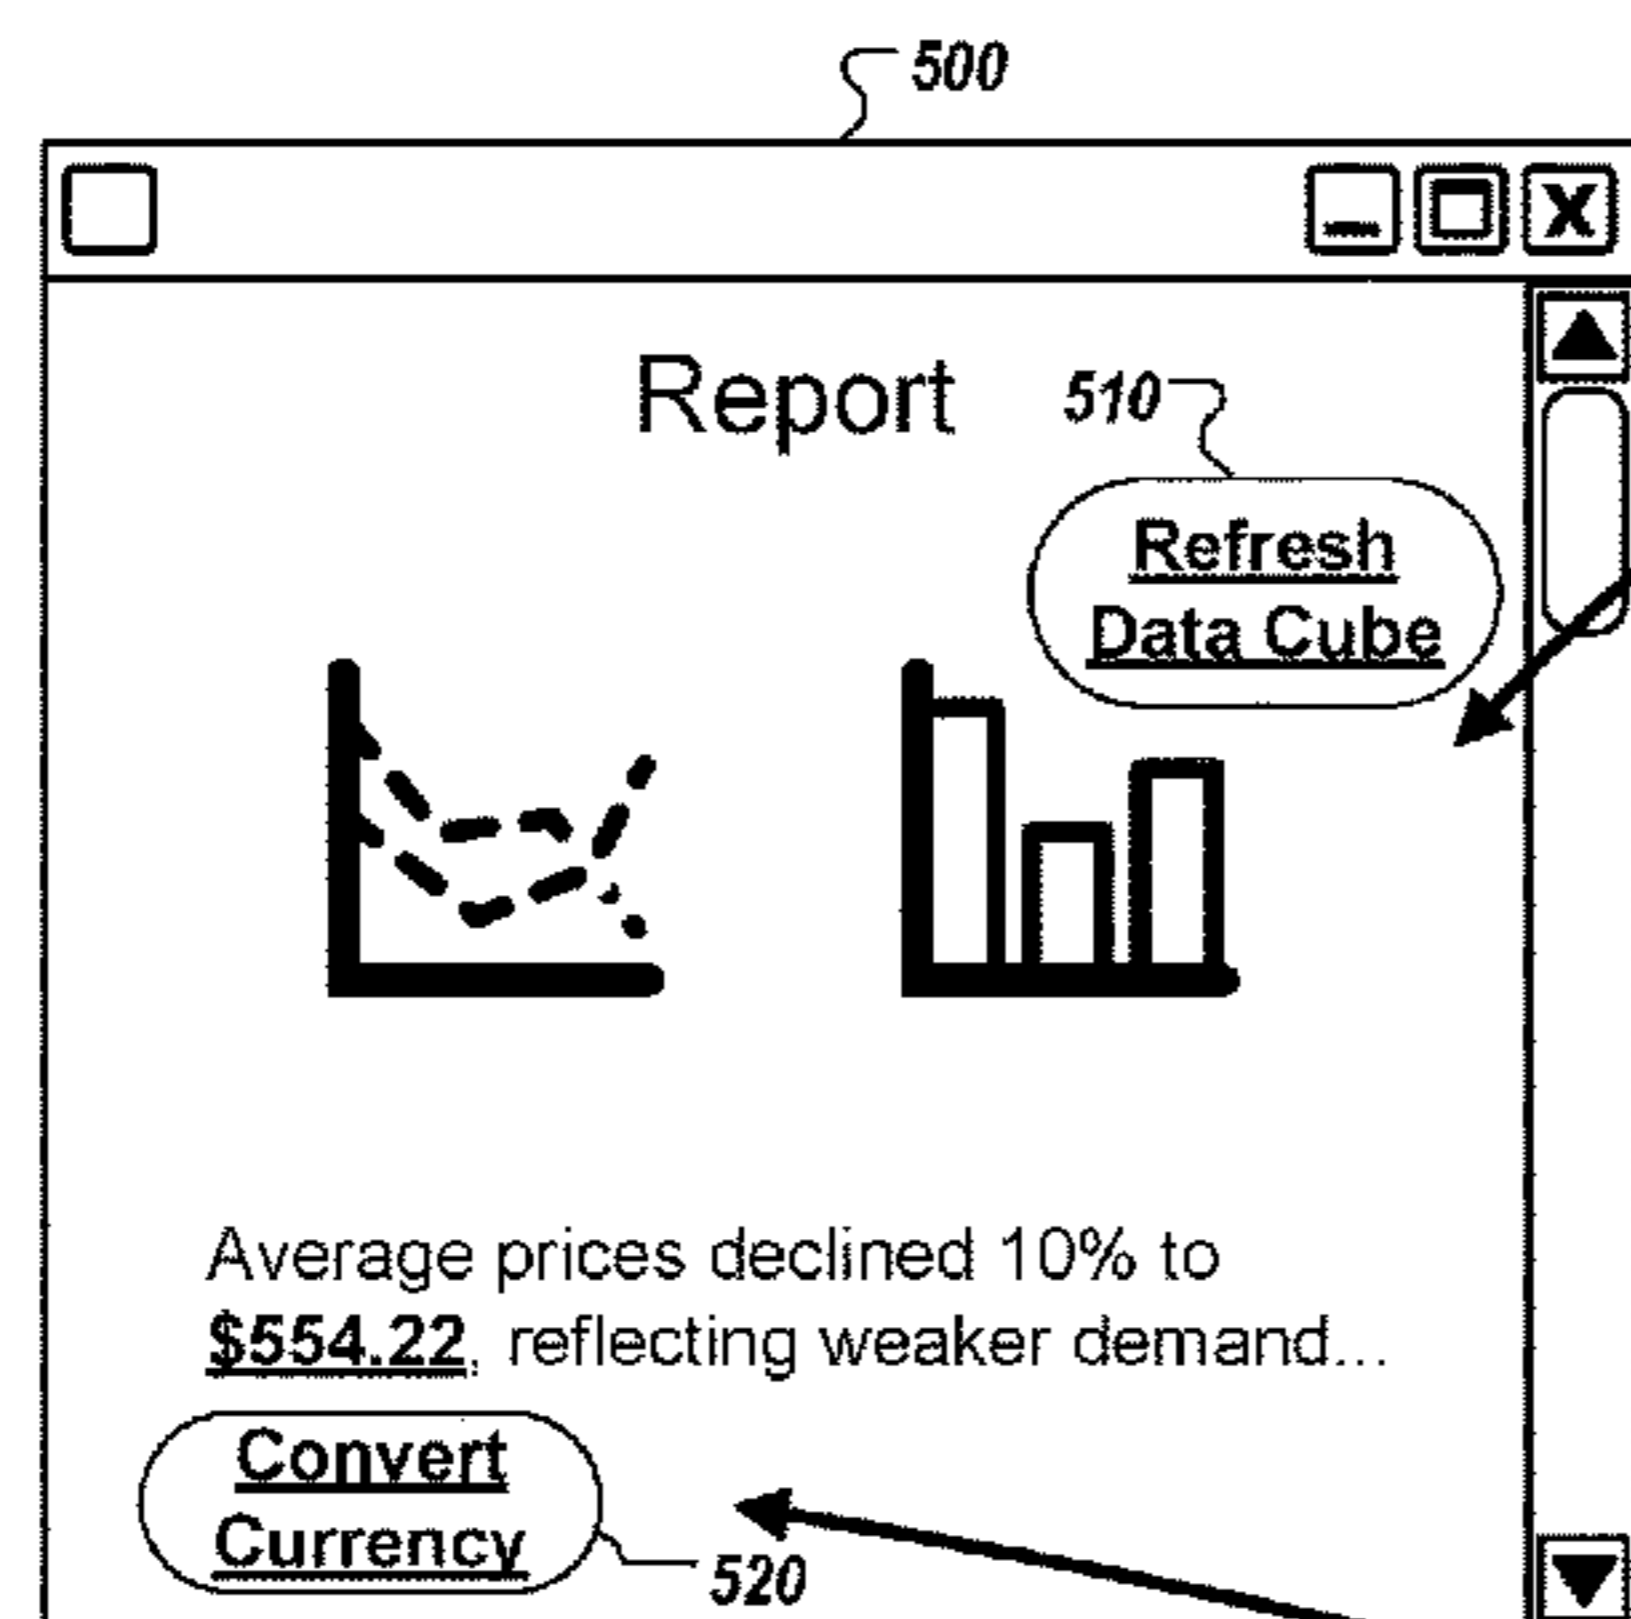 500
X
Report
510
Refresh
Data Cube
Average prices declined 10% to
$554.22, reflecting weaker demand...
Convert
Currency
520